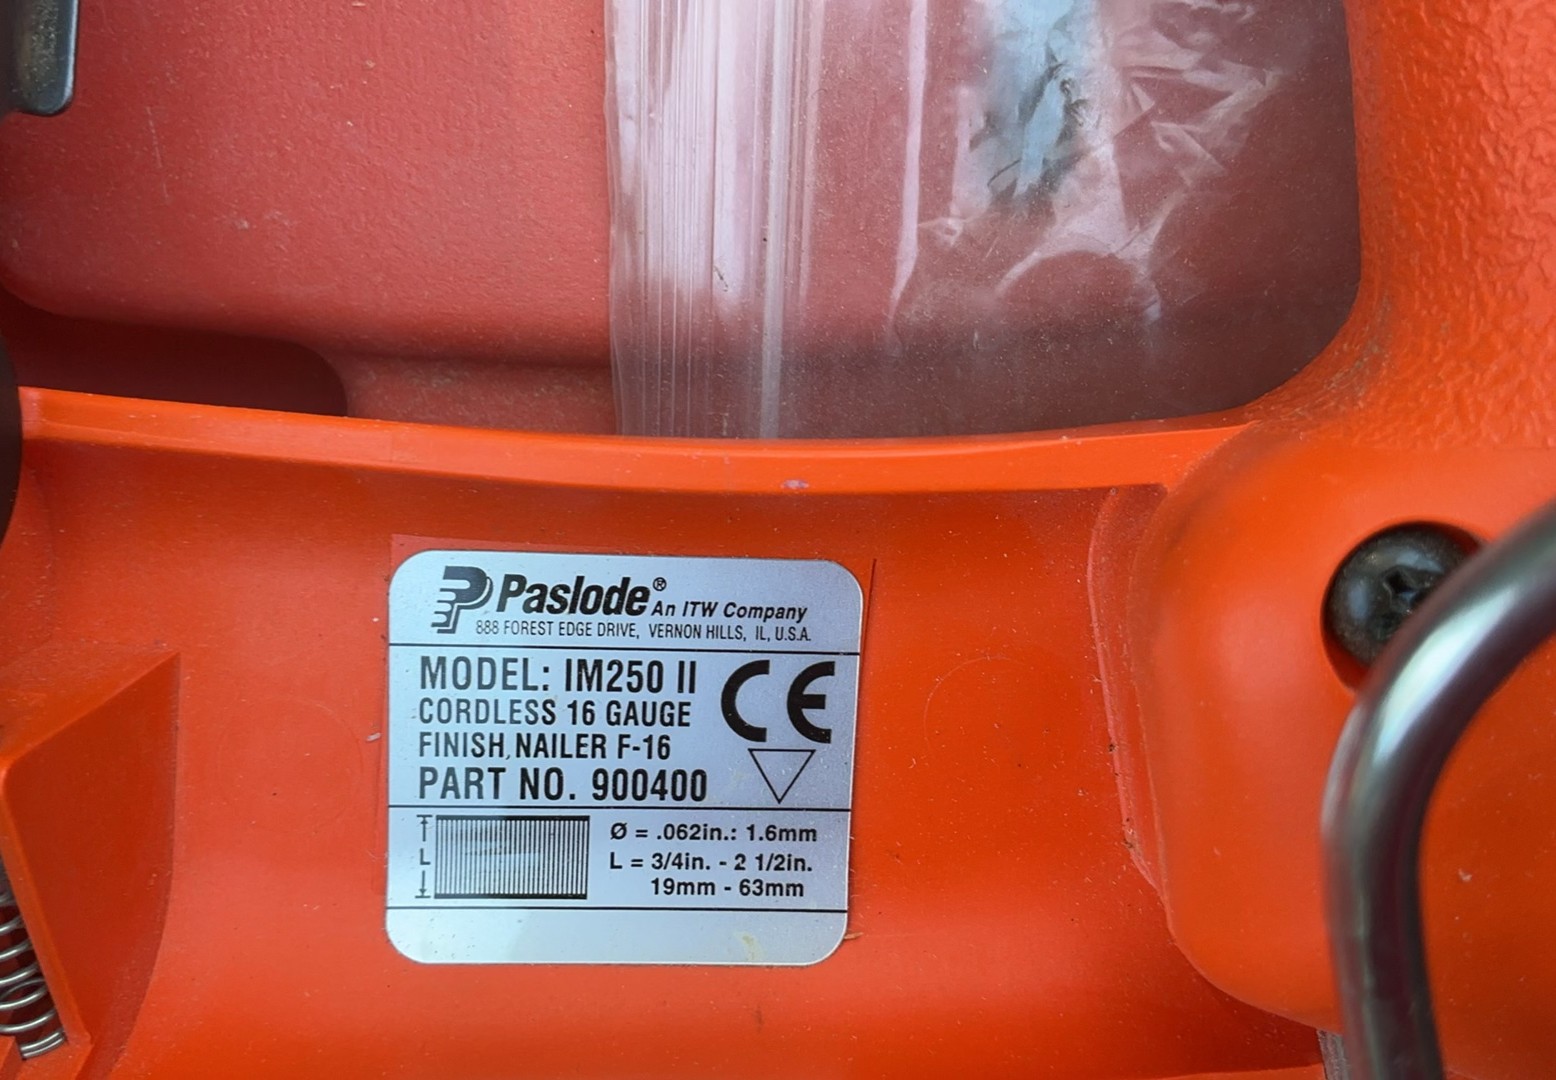 Paslode® An ITW Company
888 FOREST EDGE DRIVE, VERNON HILLS, IL, U.S.A.
MODEL: IM250 II
CORDLESS 16 GAUGE
FINISH NAILER F-16
PART NO. 900400
CE
L
Ø = .062in.: 1.6mm
L = 3/4in. - 2 1/2in.
19mm - 63mm